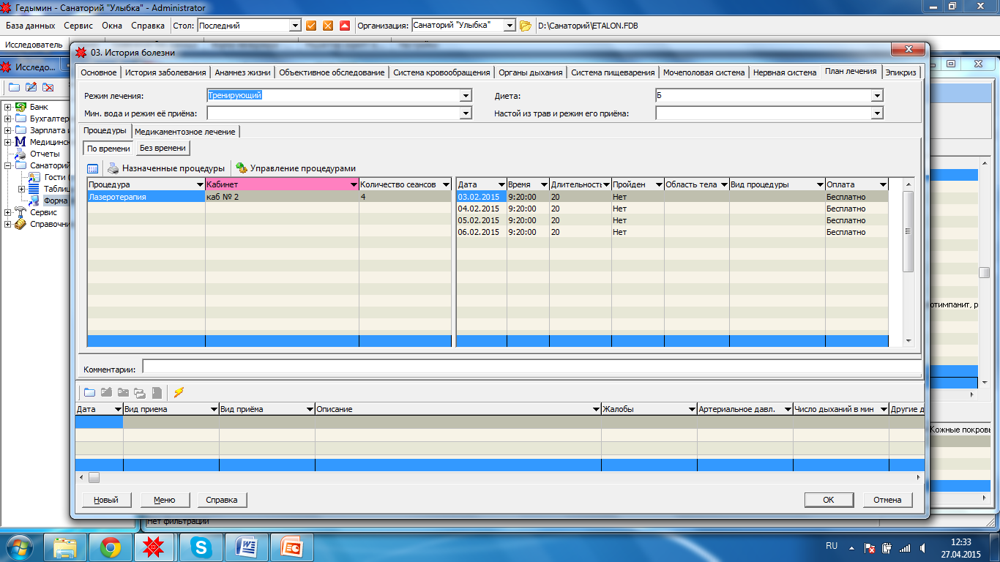 Гедымин - Санаторий "Улыбка" - Administrator
База данных Сервис Окна Справка Стол: Последний Организация: Санаторий "Улыбка" D:\Санаторий\ETALON.FDB
Исследователь
Исследо...
Банк
Бухгалтер
Зарплата и
Медицинск
Отчеты
Санаторий
Гости (
Таблиц
Форма
Сервис
Справочни
03. История болезни
Основное История заболевания Анамнез жизни Объективное обследование Система кровообращения Органы дыхания Система пищеварения Мочеполовая система Нервная система План лечения Эпикриз
Режим лечения: Тренирующий Диета: Б
Мин. вода и режим её приёма: Настой из трав и режим его приёма:
Процедуры Медикаментозное лечение
По времени Без времени
Назначенные процедуры Управление процедурами
Процедура Кабинет Количество сеансов Дата Время Длительность Пройден Область тела Вид процедуры Оплата
Лазеротерапия каб № 2 4 03.02.2015 9:20:00 20 Нет Бесплатно
04.02.2015 9:20:00 20 Нет Бесплатно
05.02.2015 9:20:00 20 Нет Бесплатно
06.02.2015 9:20:00 20 Нет Бесплатно
Комментарии:
Дата Вид приема Вид приёма Описание Жалобы Артериальное давл. Число дыханий в мин Другие д
Новый Меню Справка OK Отмена
отимпанит, р
Кожные покровы
Нет фильтрации
RU 12:33
27.04.2015